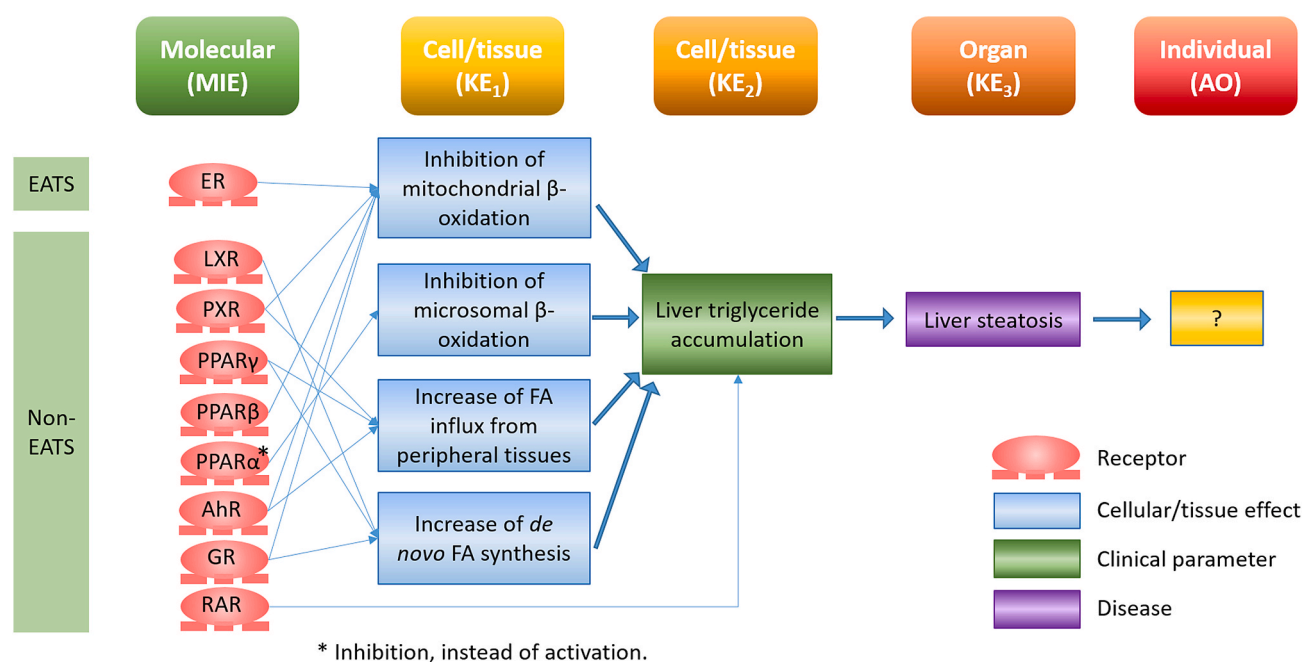 Molecular
(MIE)
Cell/tissue
(KE₁)
Cell/tissue
(KE₂)
Organ
(KE₃)
Individual
(AO)
EATS
Non-
EATS
ER
LXR
PXR
PPARγ
PPARβ
PPARα*
AhR
GR
RAR
Inhibition of
mitochondrial β-
oxidation
Inhibition of
microsomal β-
oxidation
Increase of FA
influx from
peripheral tissues
Increase of de
novo FA synthesis
Liver triglyceride
accumulation
Liver steatosis
?
Receptor
Cellular/tissue effect
Clinical parameter
Disease
* Inhibition, instead of activation.